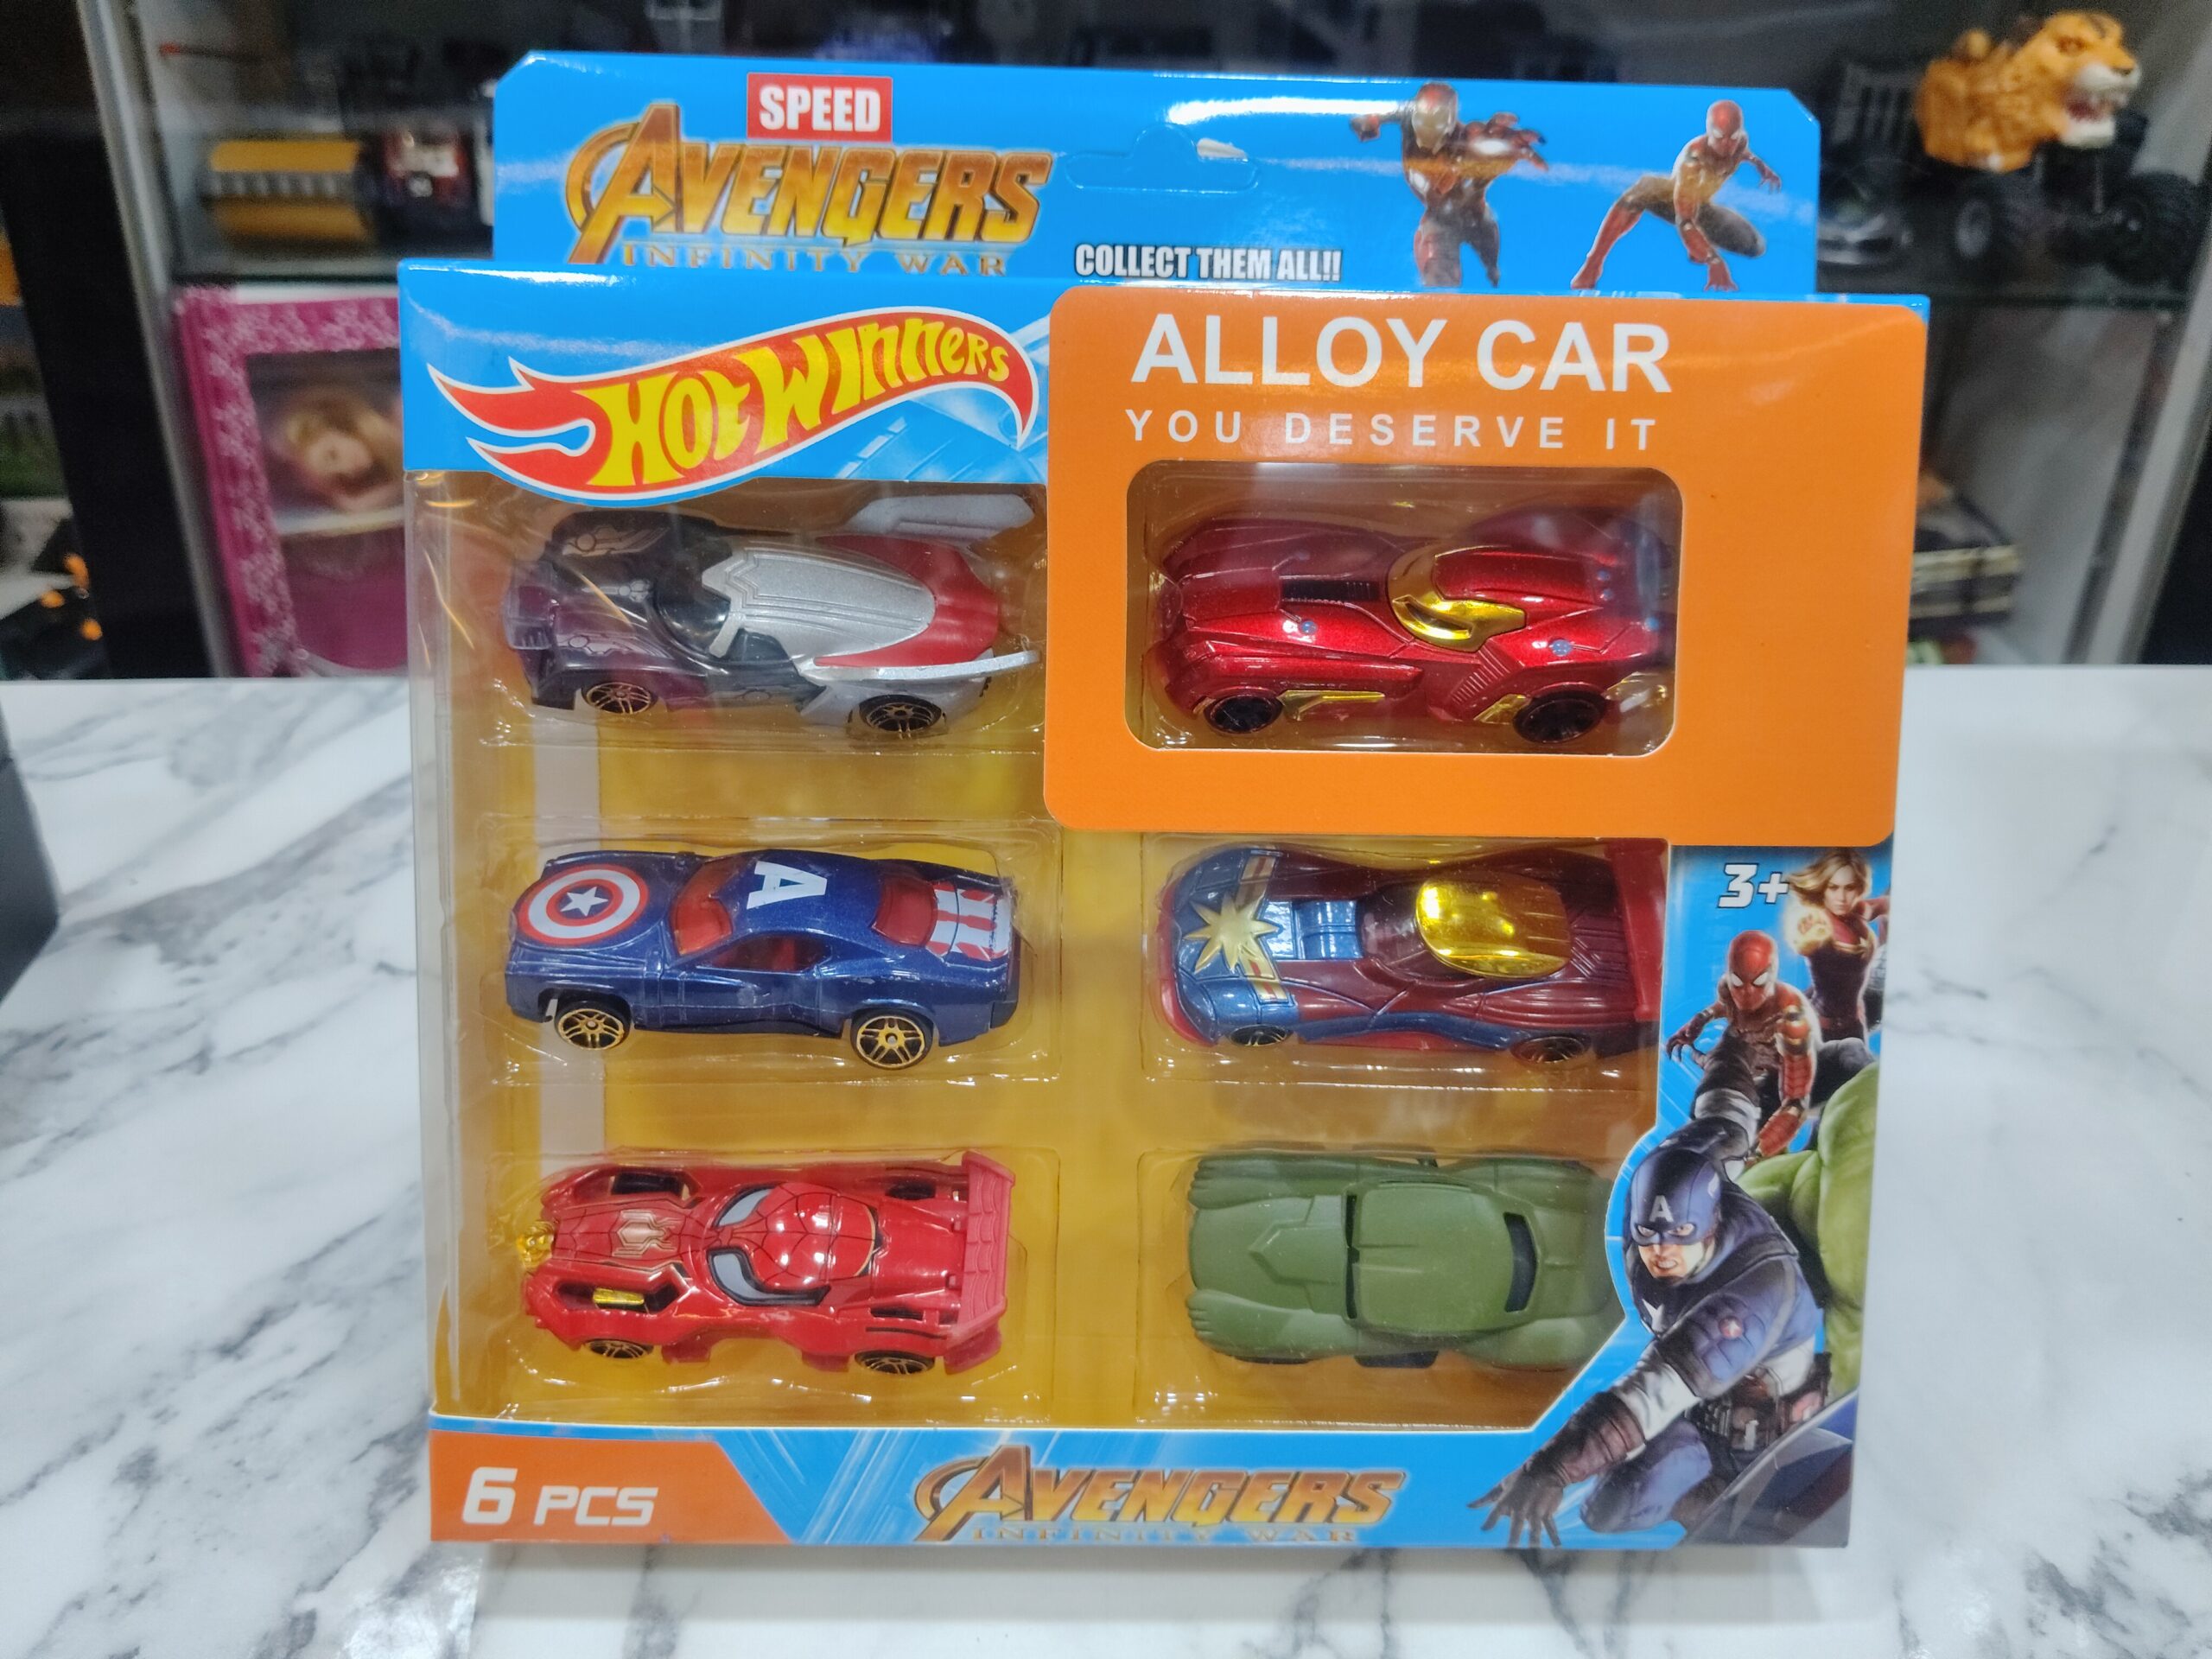 SPEED
AVENGERS
INFINITY WAR
COLLECT THEM ALL!!
HOT WINNERS
ALLOY CAR
YOU DESERVE IT
A
3+
A
6 PCS
AVENGERS
INFINITY WAR